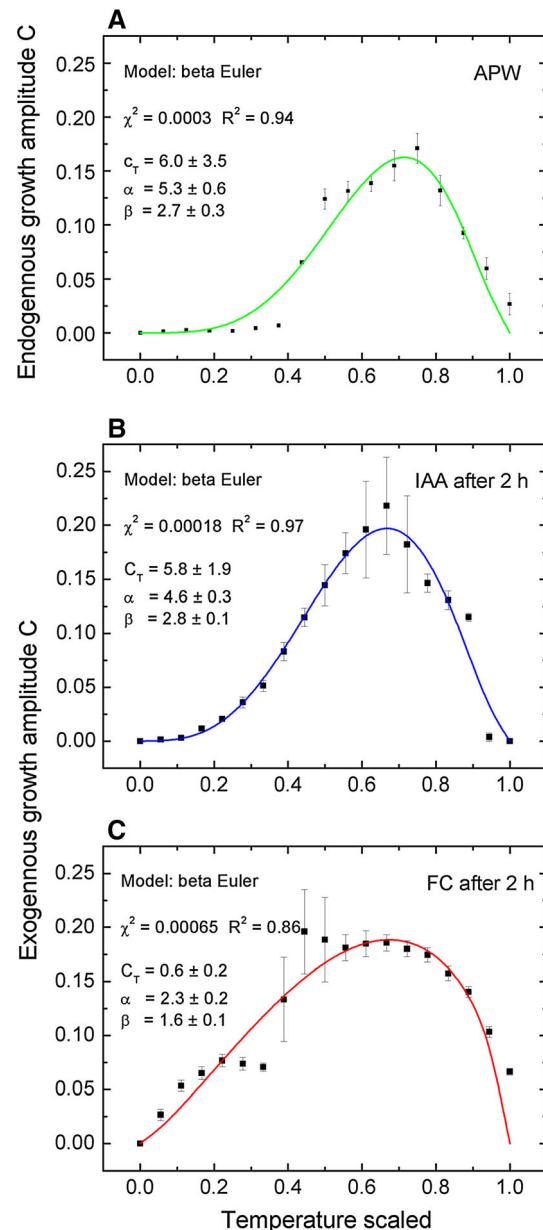 A
Endogennous growth amplitude C
0.25
0.20
0.15
0.10
0.05
0.00
Model: beta Euler
APW
χ² = 0.0003 R² = 0.94
c_T = 6.0 ± 3.5
α = 5.3 ± 0.6
β = 2.7 ± 0.3
0.0 0.2 0.4 0.6 0.8 1.0
B
Exogennous growth amplitude C
0.25
0.20
0.15
0.10
0.05
0.00
Model: beta Euler
IAA after 2 h
χ² = 0.00018 R² = 0.97
C_T = 5.8 ± 1.9
α = 4.6 ± 0.3
β = 2.8 ± 0.1
0.0 0.2 0.4 0.6 0.8 1.0
C
0.25
0.20
0.15
0.10
0.05
0.00
Model: beta Euler
FC after 2 h
χ² = 0.00065 R² = 0.86
C_T = 0.6 ± 0.2
α = 2.3 ± 0.2
β = 1.6 ± 0.1
0.0 0.2 0.4 0.6 0.8 1.0
Temperature scaled